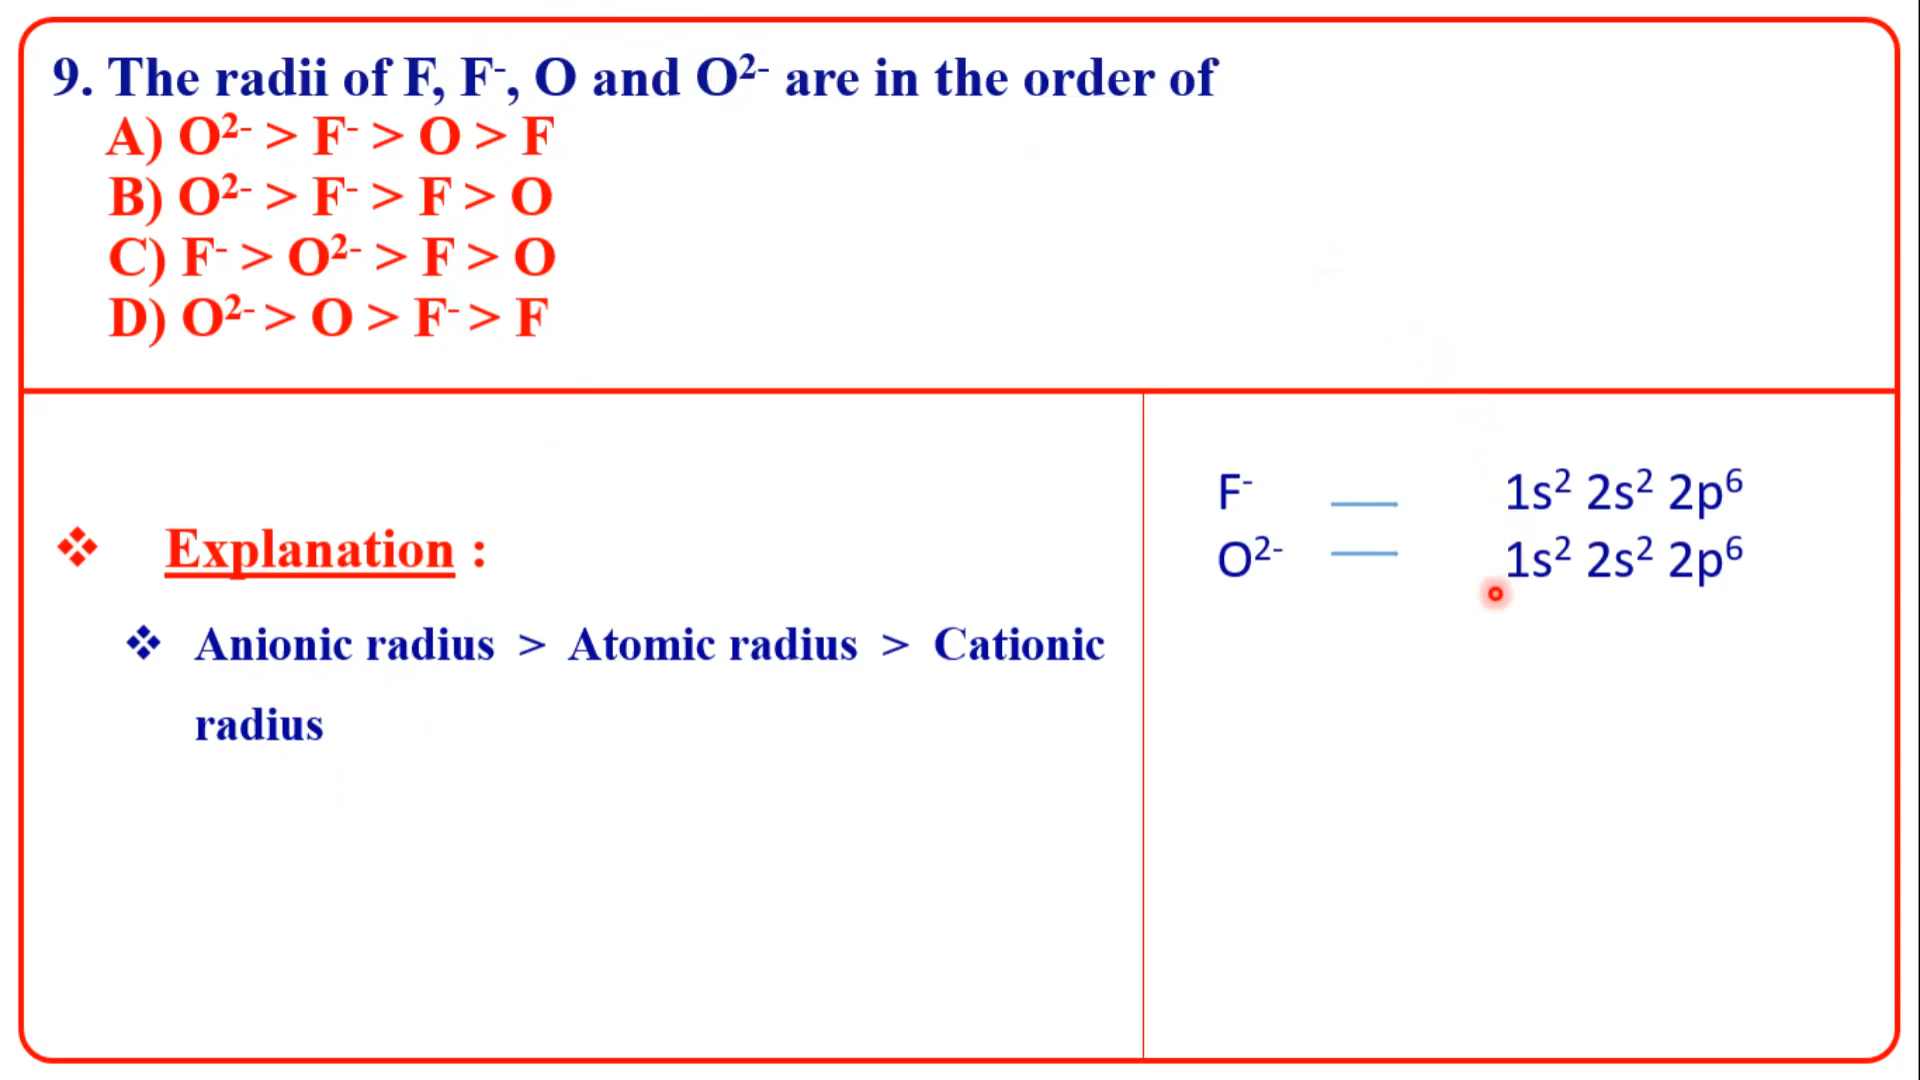 9. The radii of F, F⁻, O and O²⁻ are in the order of
A) O²⁻ > F⁻ > O > F
B) O²⁻ > F⁻ > F > O
C) F⁻ > O²⁻ > F > O
D) O²⁻ > O > F⁻ > F
Explanation :
Anionic radius > Atomic radius > Cationic
radius
F⁻ 1s² 2s² 2p⁶
O²⁻ 1s² 2s² 2p⁶